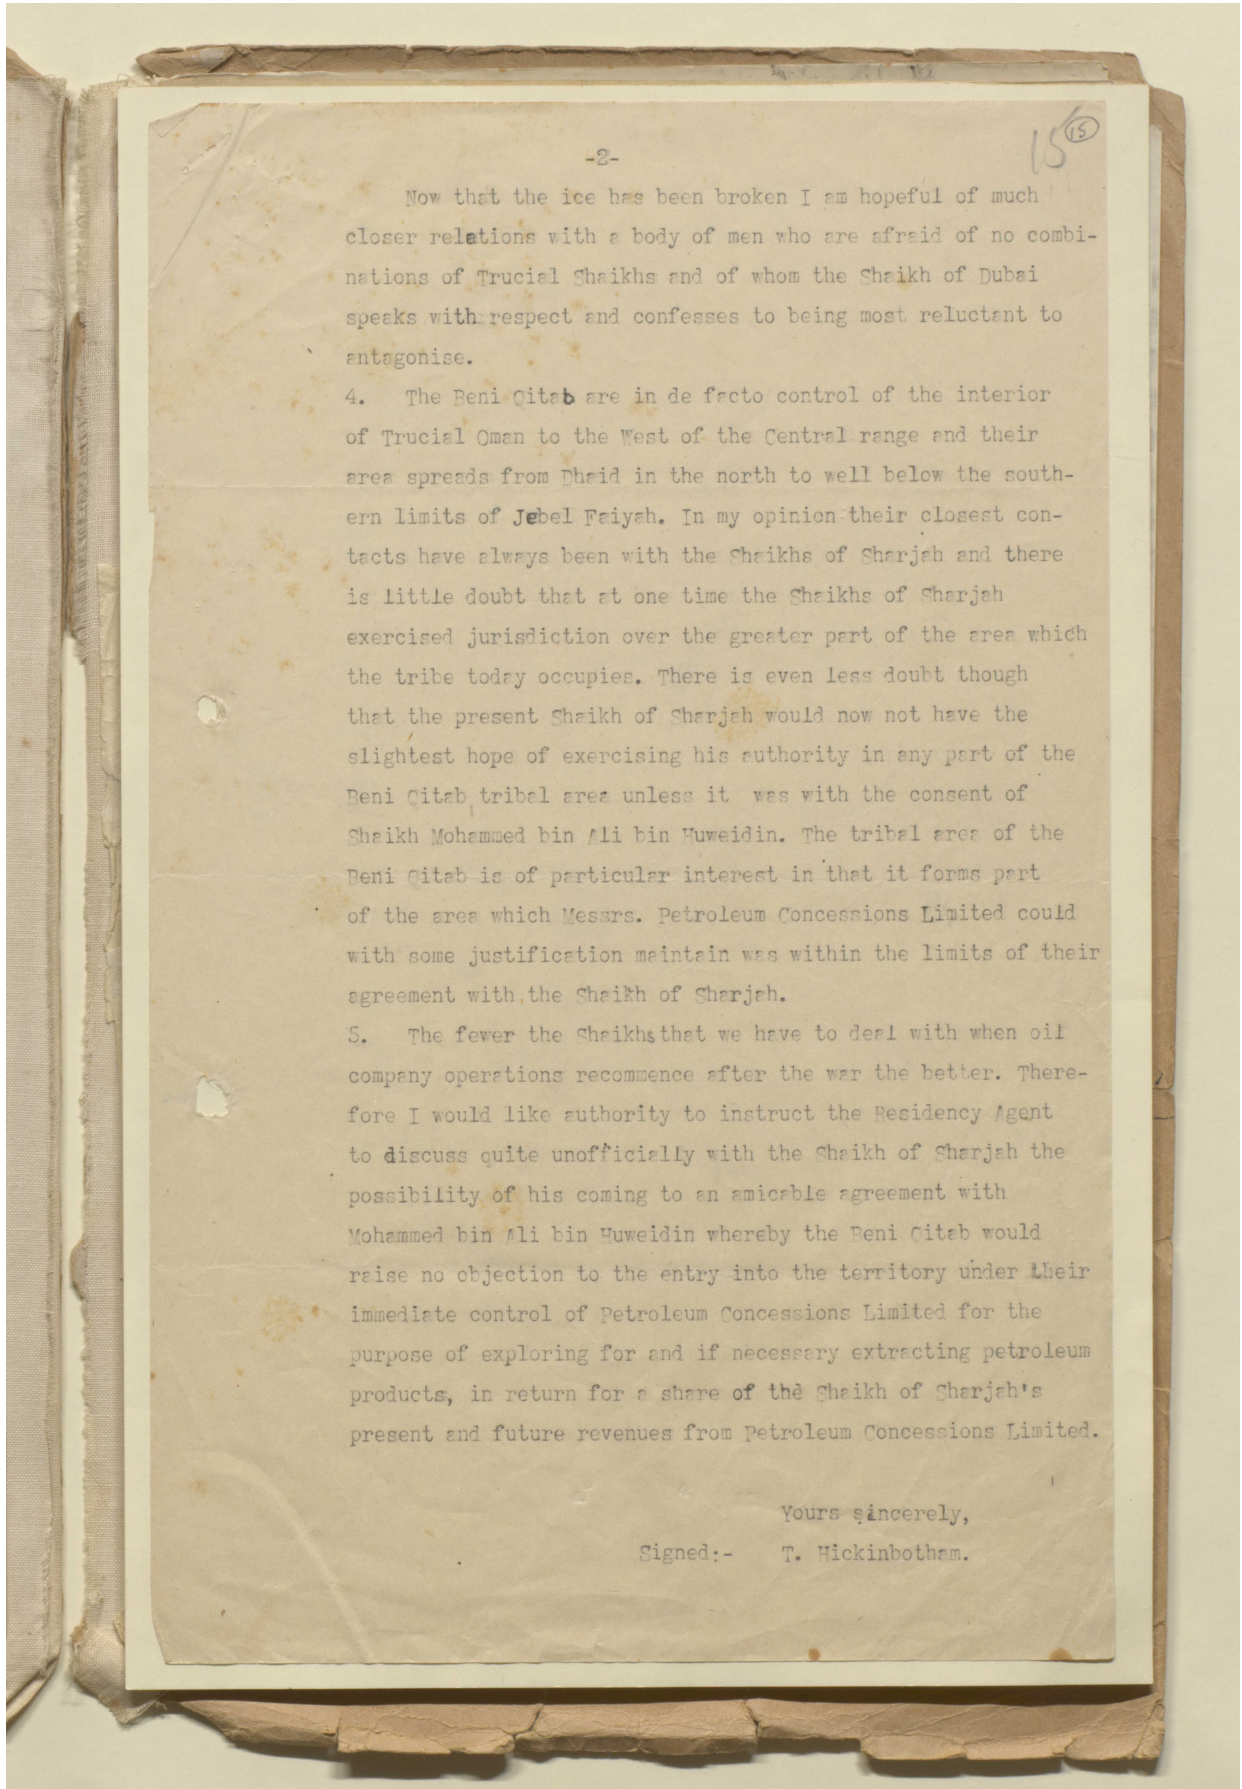 15 15
-2-
Now that the ice has been broken I am hopeful of much
closer relations with a body of men who are afraid of no combi-
nations of Trucial Shaikhs and of whom the Shaikh of Dubai
speaks with respect and confesses to being most reluctant to
antagonise.
4. The Beni Qitab are in de facto control of the interior
of Trucial Oman to the West of the Central range and their
area spreads from Dhaid in the north to well below the south-
ern limits of Jebel Faiyah. In my opinion their closest con-
tacts have always been with the Shaikhs of Sharjah and there
is little doubt that at one time the Shaikhs of Sharjah
exercised jurisdiction over the greater part of the area which
the tribe today occupies. There is even less doubt though
that the present Shaikh of Sharjah would now not have the
slightest hope of exercising his authority in any part of the
Beni Qitab tribal area unless it was with the consent of
Shaikh Mohammed bin Ali bin Huweidin. The tribal area of the
Beni Qitab is of particular interest in that it forms part
of the area which Messrs. Petroleum Concessions Limited could
with some justification maintain was within the limits of their
agreement with the Shaikh of Sharjah.
5. The fewer the Shaikhs that we have to deal with when oil
company operations recommence after the war the better. There-
fore I would like authority to instruct the Residency Agent
to discuss quite unofficially with the Shaikh of Sharjah the
possibility of his coming to an amicable agreement with
Mohammed bin Ali bin Huweidin whereby the Beni Qitab would
raise no objection to the entry into the territory under their
immediate control of Petroleum Concessions Limited for the
purpose of exploring for and if necessary extracting petroleum
products, in return for a share of the Shaikh of Sharjah's
present and future revenues from Petroleum Concessions Limited.
Yours sincerely,
Signed:- T. Hickinbotham.